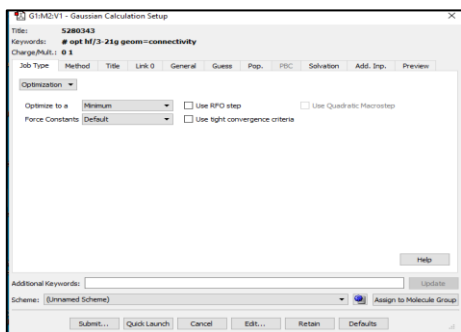 G1:M2:V1 - Gaussian Calculation Setup
Title: 5280343
Keywords: # opt hf/3-21g geom=connectivity
Charge/Mult.: 0 1
Job Type Method Title Link 0 General Guess Pop. PBC Solvation Add. Inp. Preview
Optimization
Optimize to a Minimum Use RFO step Use Quadratic Macrostep
Force Constants Default Use tight convergence criteria
Help
Additional Keywords: Update
Scheme: (Unnamed Scheme) Assign to Molecule Group
Submit... Quick Launch Cancel Edit... Retain Defaults